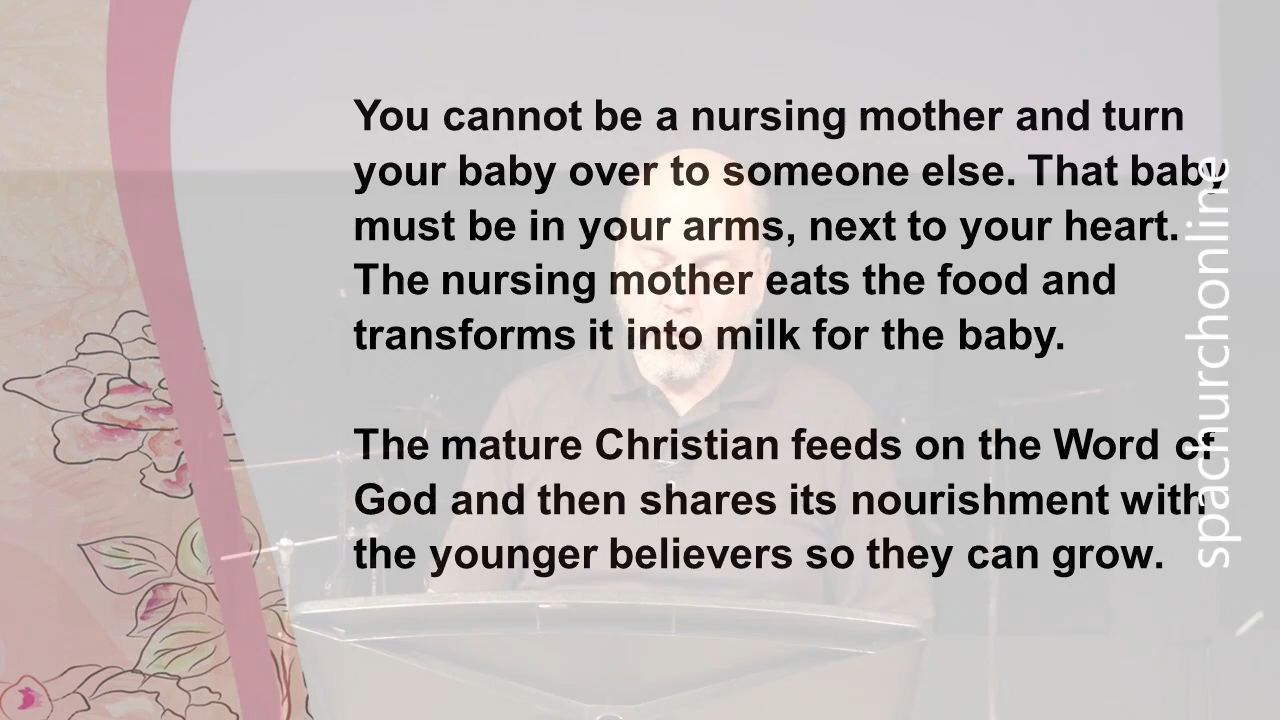 You cannot be a nursing mother and turn
your baby over to someone else. That baby
must be in your arms, next to your heart.
The nursing mother eats the food and
transforms it into milk for the baby.
The mature Christian feeds on the Word of
God and then shares its nourishment with
the younger believers so they can grow.
spachurchonline